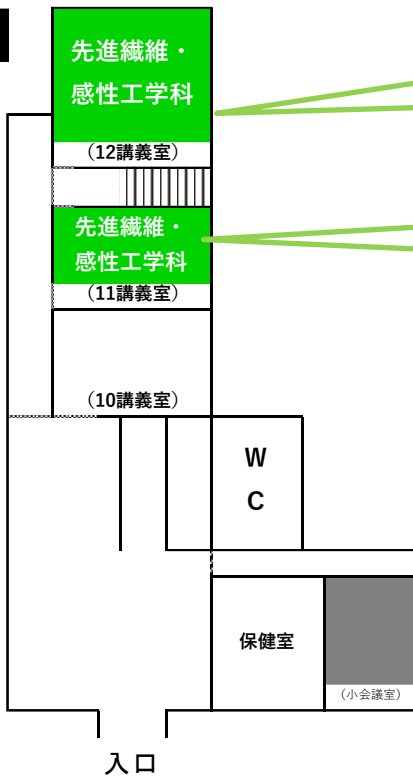 先進繊維・
感性工学科
（12講義室）
先進繊維・
感性工学科
（11講義室）
（10講義室）
W
C
保健室
（小会議室）
入口